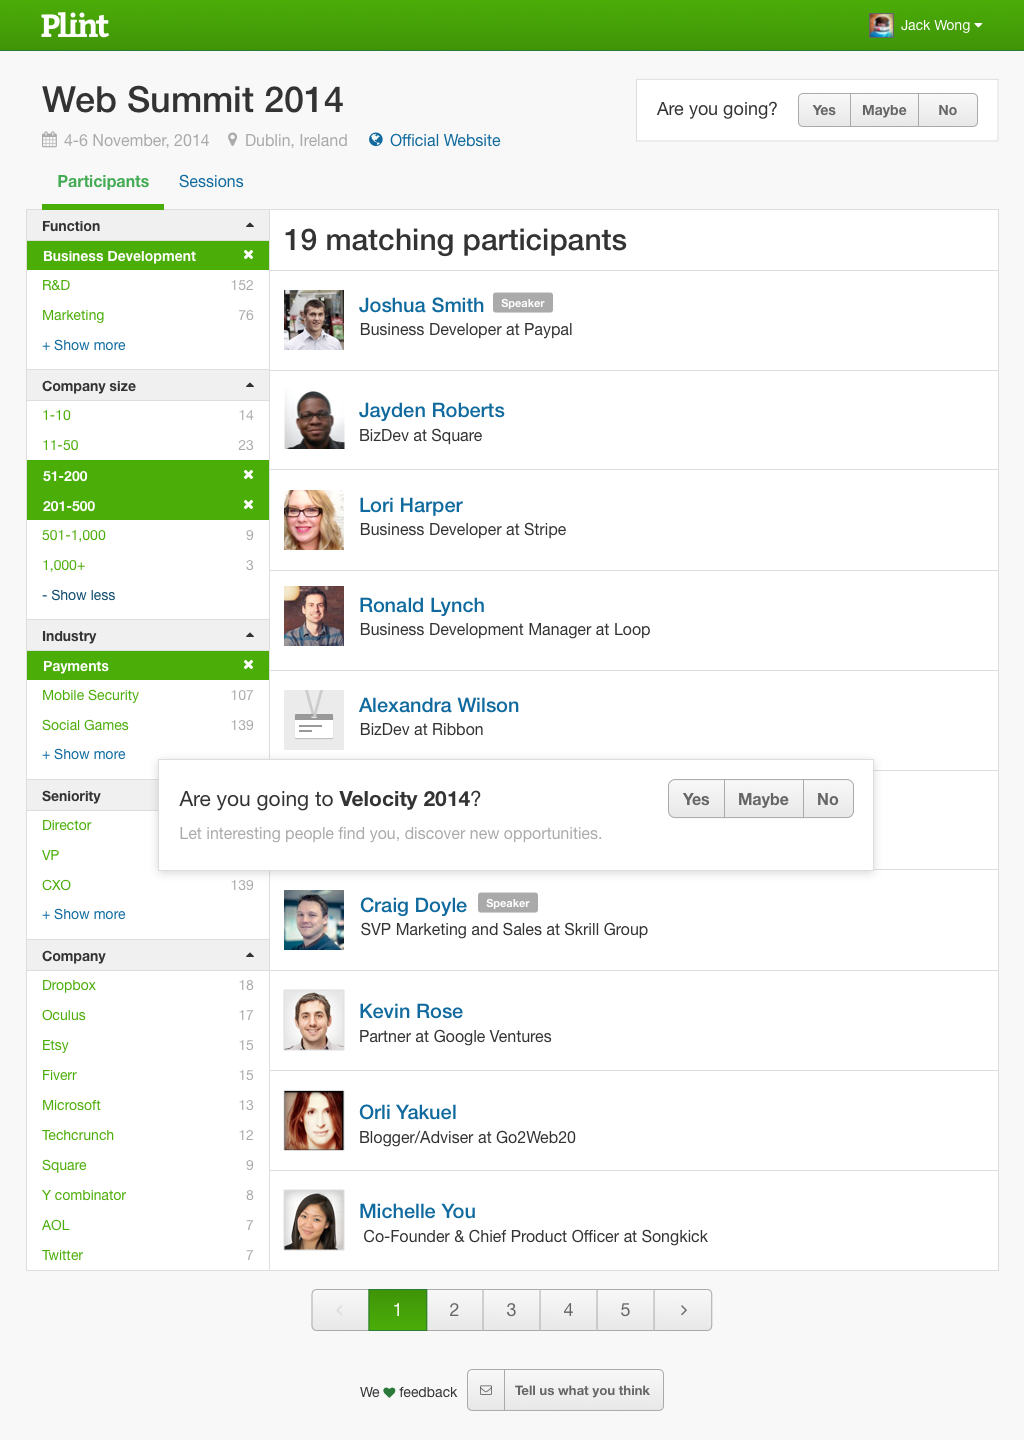 Plint
Jack Wong
Web Summit 2014
4-6 November, 2014 Dublin, Ireland Official Website
Are you going? Yes Maybe No
Participants Sessions
Function
Business Development
R&D 152
Marketing 76
+ Show more
Company size
1-10 14
11-50 23
51-200
201-500
501-1,000 9
1,000+ 3
- Show less
Industry
Payments
Mobile Security 107
Social Games 139
+ Show more
Seniority
Director
VP
CXO 139
+ Show more
Company
Dropbox 18
Oculus 17
Etsy 15
Fiverr 15
Microsoft 13
Techcrunch 12
Square 9
Y combinator 8
AOL 7
Twitter 7
19 matching participants
Joshua Smith Speaker
Business Developer at Paypal
Jayden Roberts
BizDev at Square
Lori Harper
Business Developer at Stripe
Ronald Lynch
Business Development Manager at Loop
Alexandra Wilson
BizDev at Ribbon
Are you going to Velocity 2014? Yes Maybe No
Let interesting people find you, discover new opportunities.
Craig Doyle Speaker
SVP Marketing and Sales at Skrill Group
Kevin Rose
Partner at Google Ventures
Orli Yakuel
Blogger/Adviser at Go2Web20
Michelle You
Co-Founder & Chief Product Officer at Songkick
‹ 1 2 3 4 5 ›
We ♥ feedback Tell us what you think